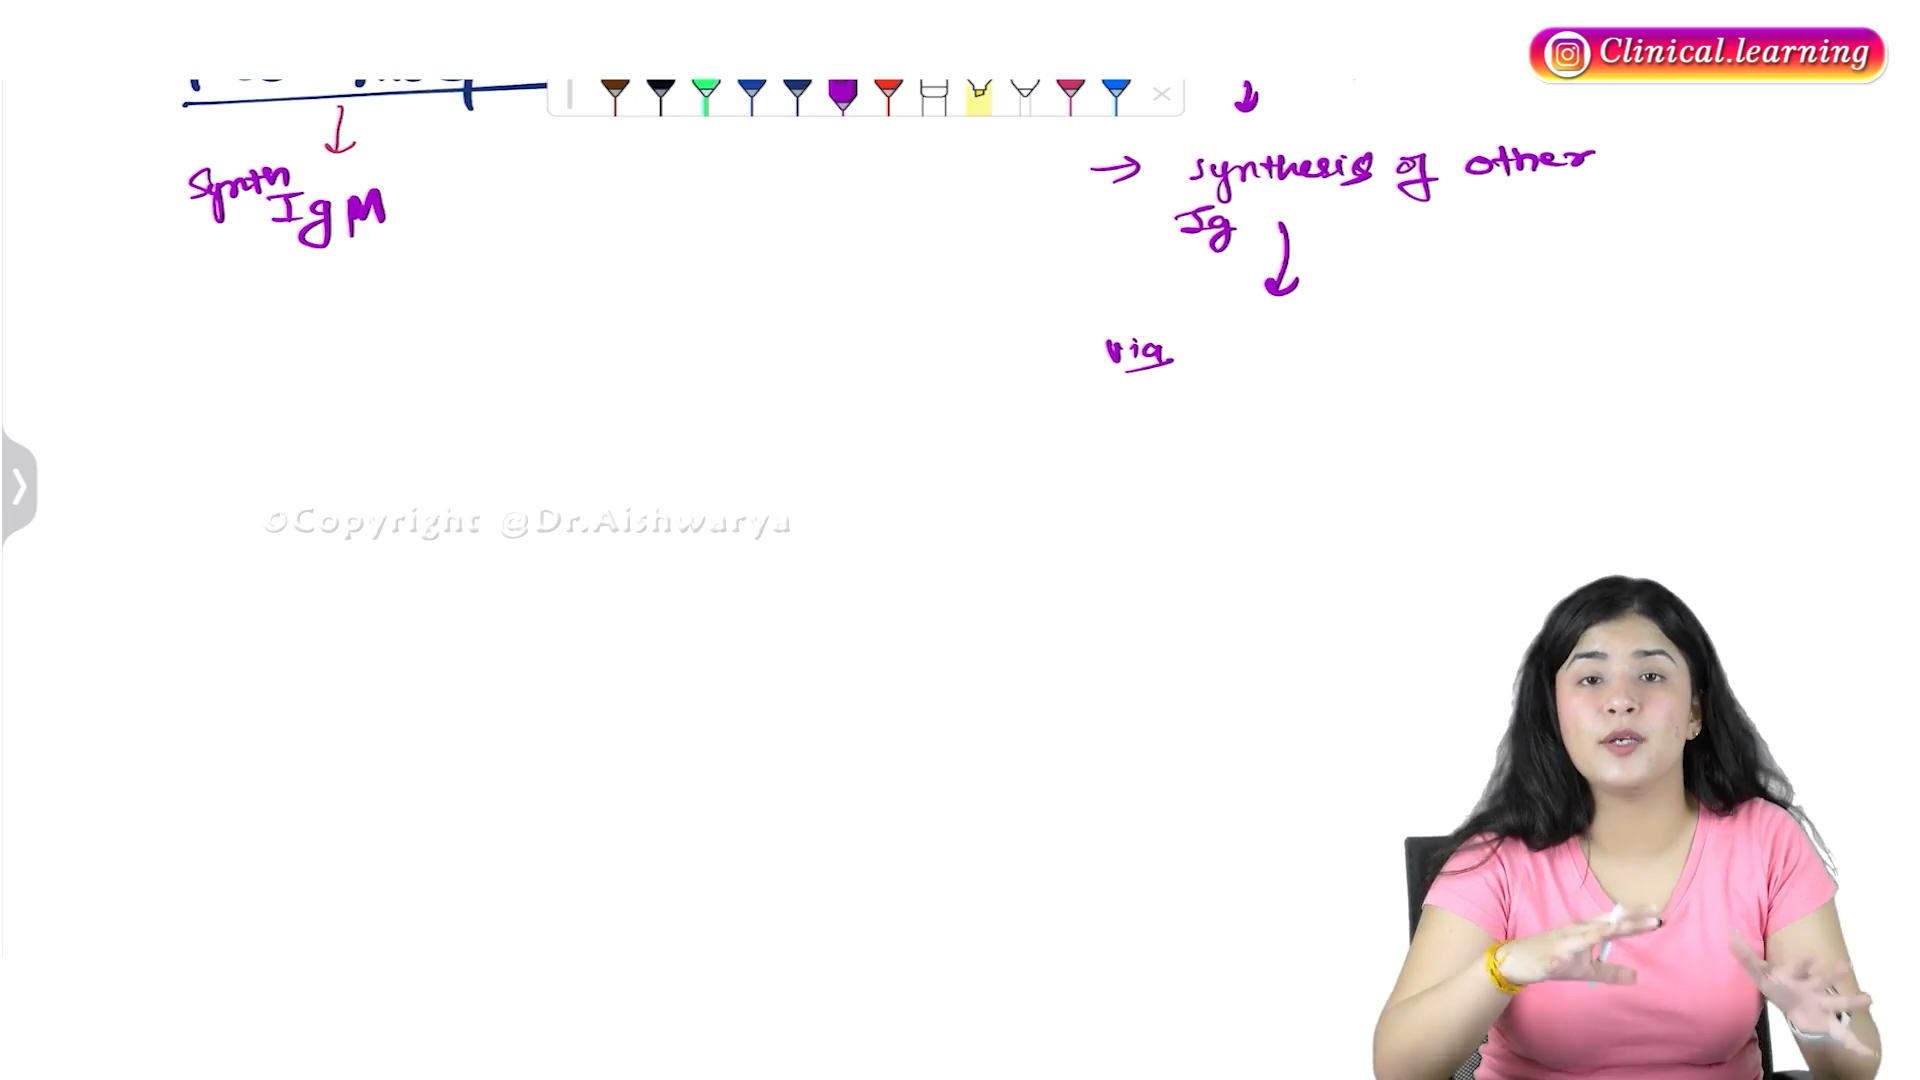 Clinical.learning
Synth
IgM
→ synthesis of other
Ig
via
©Copyright @Dr.Aishwarya